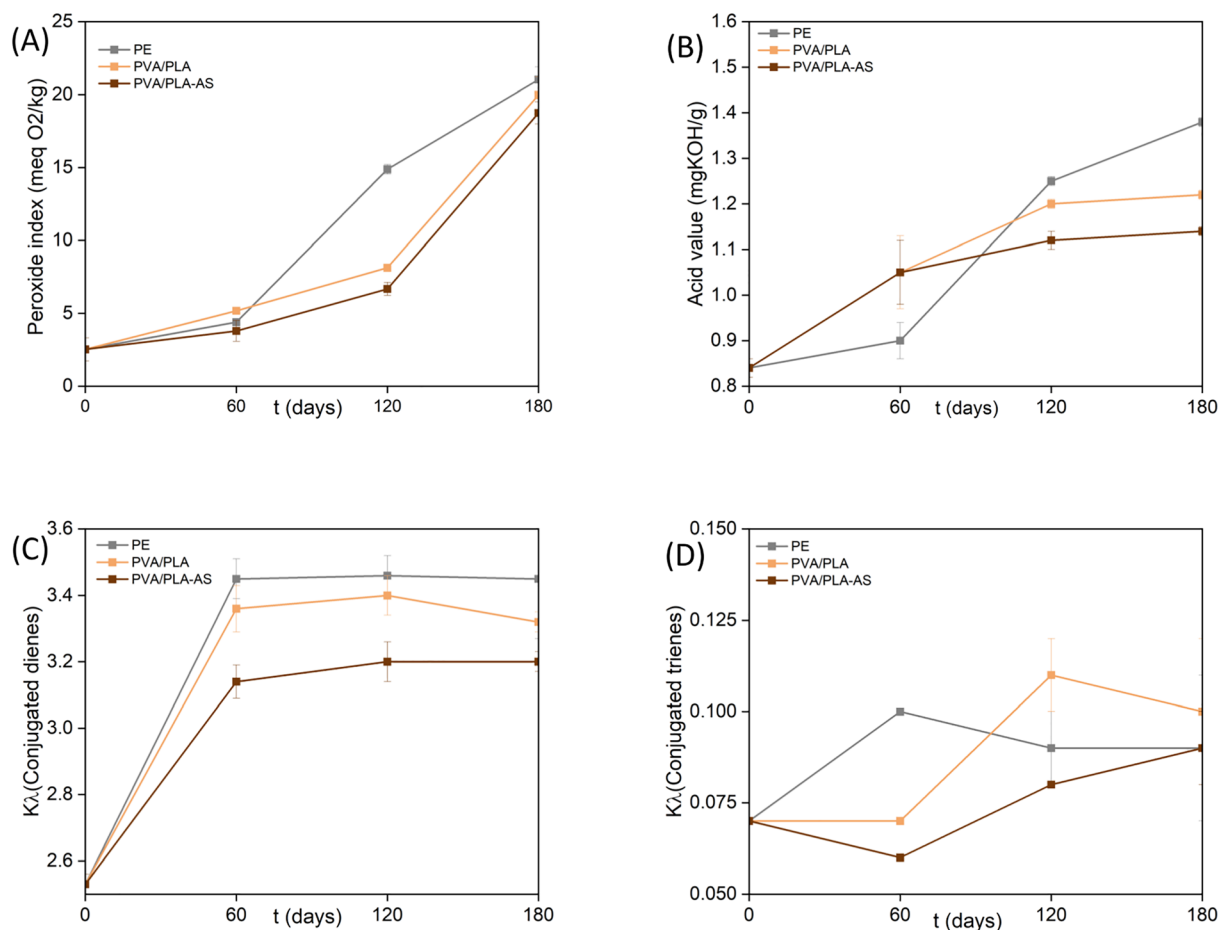 (A)
PE
PVA/PLA
PVA/PLA-AS
Peroxide index (meq O2/kg)
25
20
15
10
5
0
0 60 120 180
t (days)
(B)
PE
PVA/PLA
PVA/PLA-AS
Acid value (mgKOH/g)
1.6
1.5
1.4
1.3
1.2
1.1
1.0
0.9
0.8
0 60 120 180
t (days)
(C)
PE
PVA/PLA
PVA/PLA-AS
Kλ(Conjugated dienes)
3.6
3.4
3.2
3.0
2.8
2.6
0 60 120 180
t (days)
(D)
PE
PVA/PLA
PVA/PLA-AS
Kλ(Conjugated trienes)
0.150
0.125
0.100
0.075
0.050
0 60 120 180
t (days)